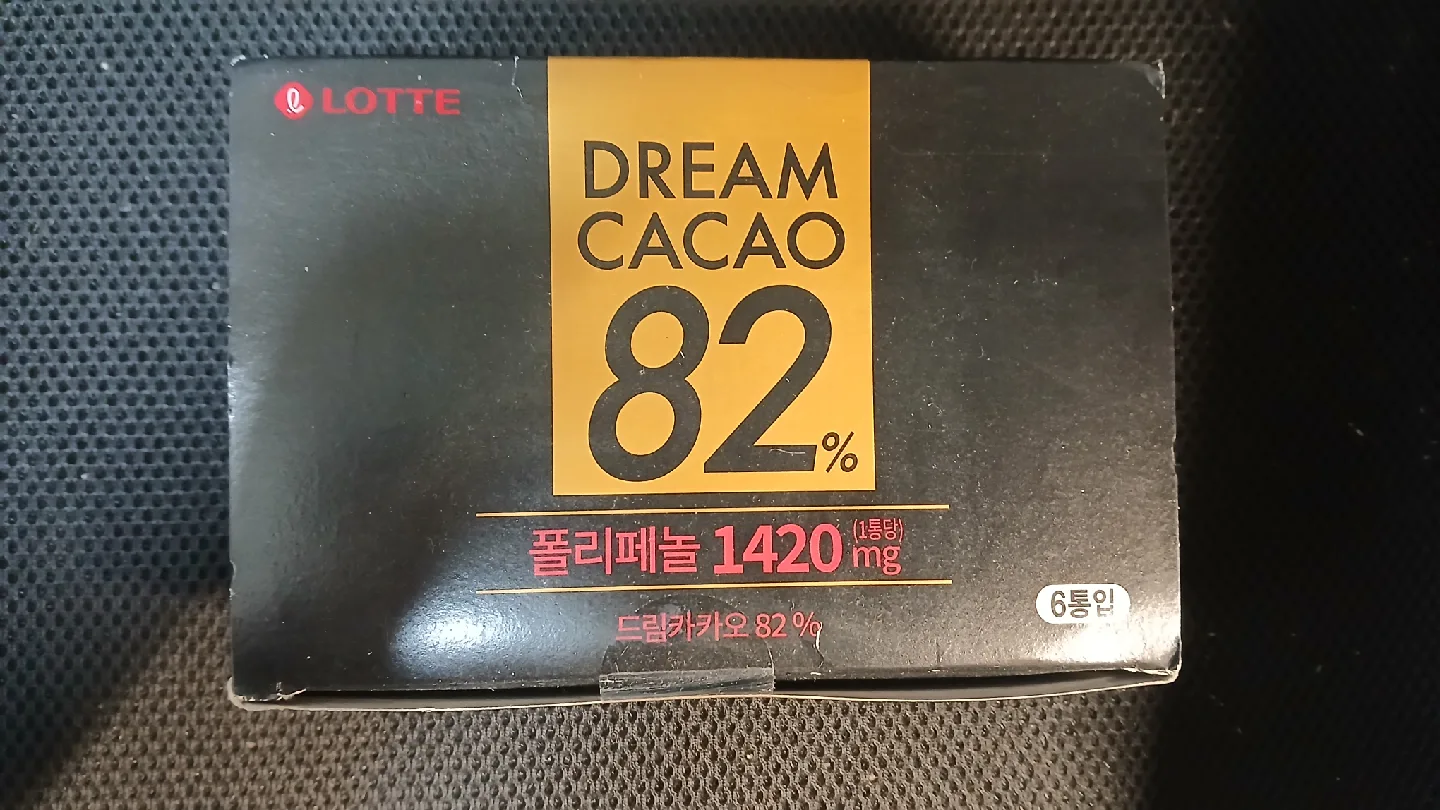 LOTTE
DREAM
CACAO
82%
폴리페놀 1420 mg (1통당)
드림카카오 82 %
6통입